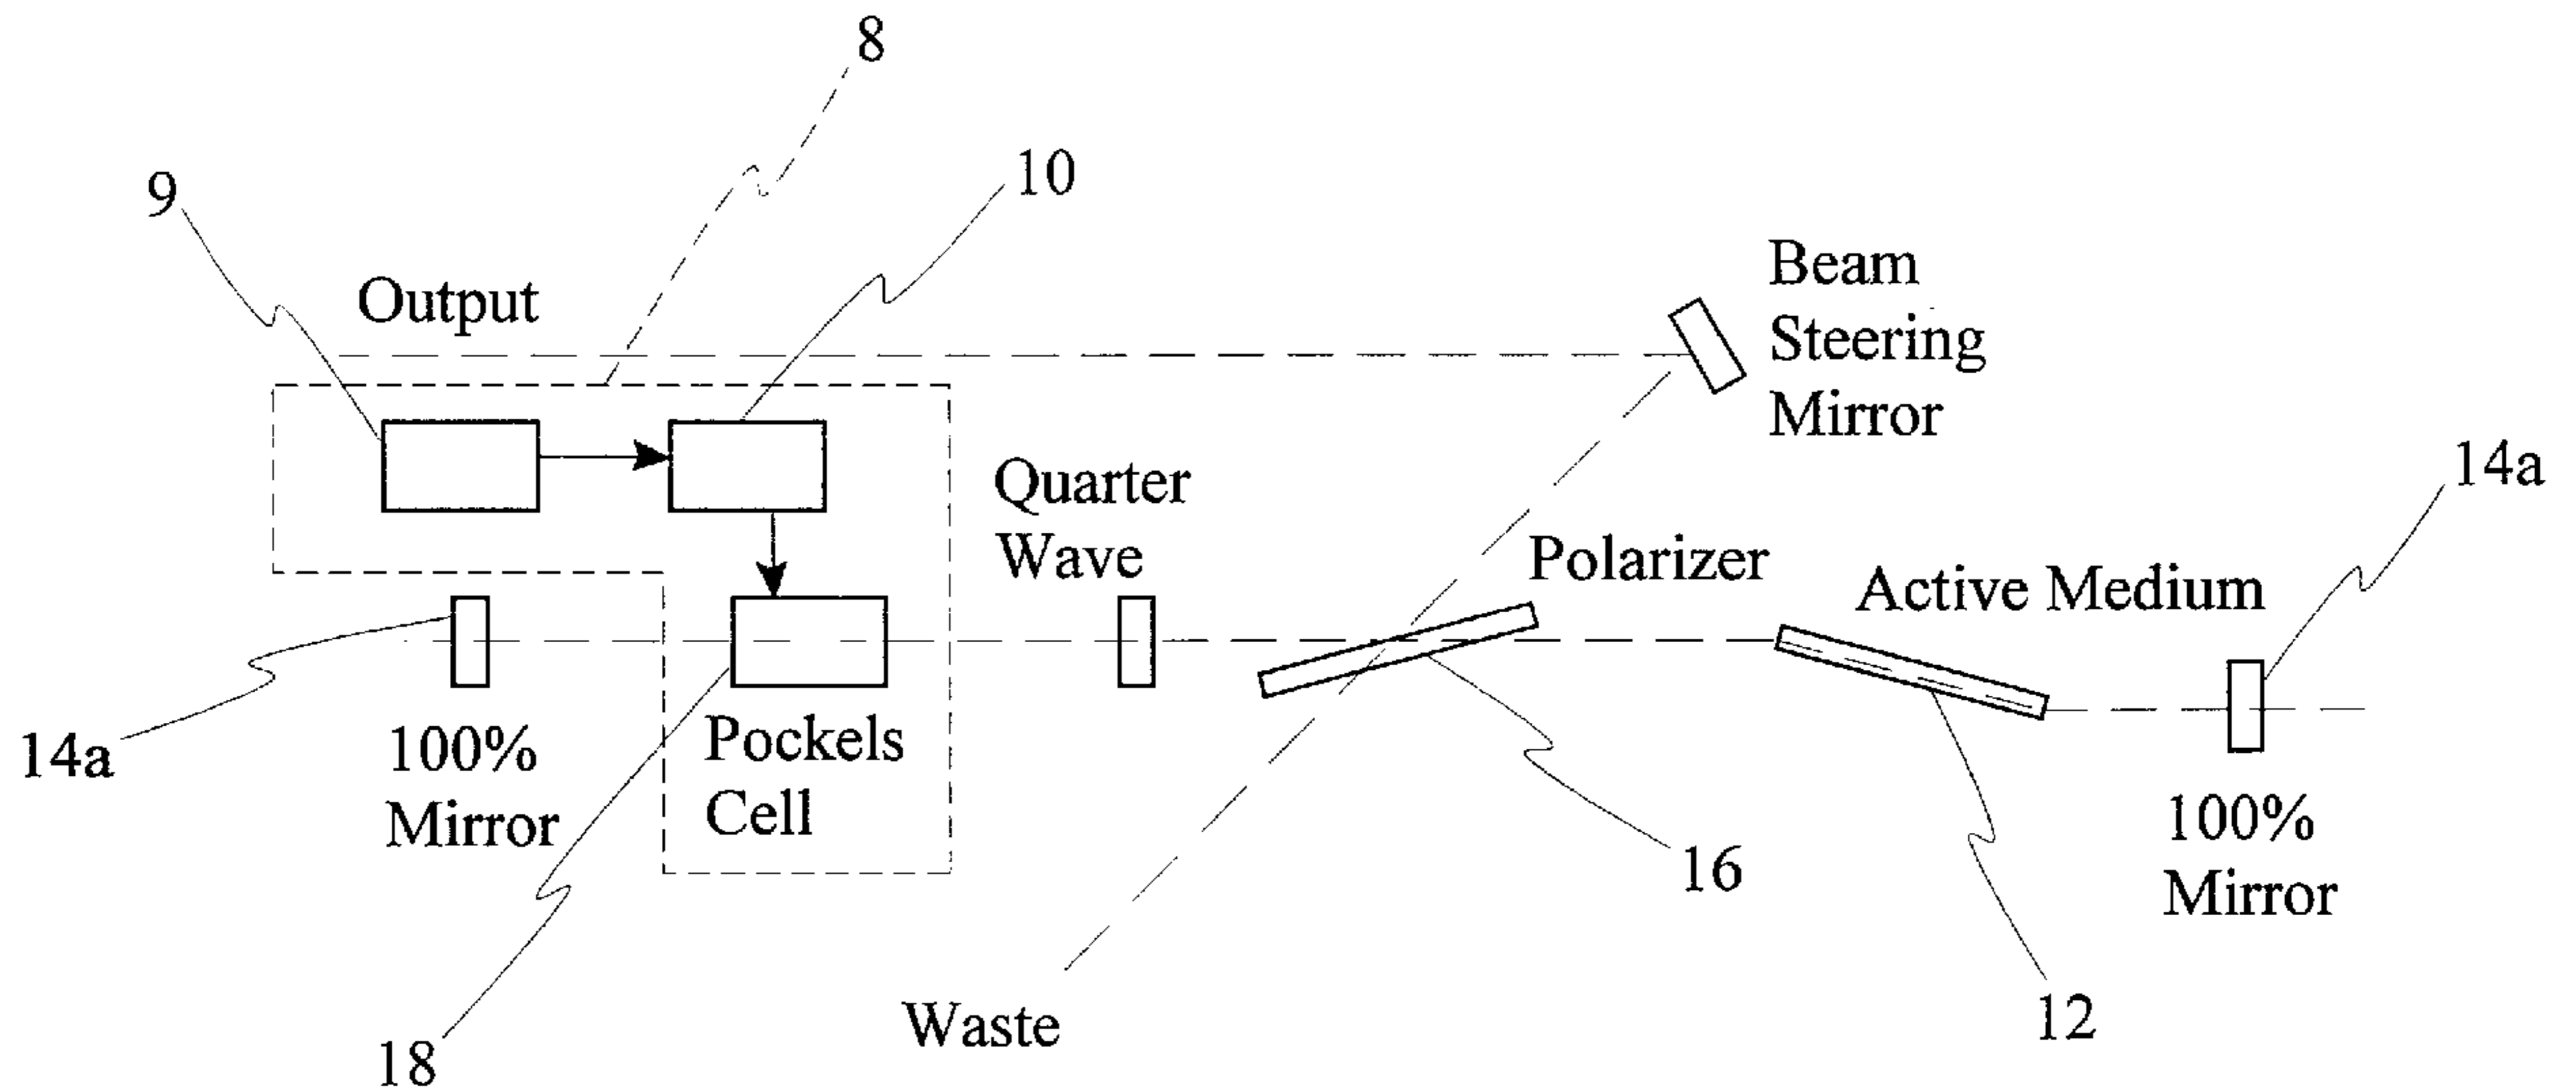 8
10
9
Output
Beam
Steering
Mirror
14a
Quarter
Wave
Polarizer
Active Medium
14a
100%
Mirror
Pockels
Cell
16
100%
Mirror
Waste
12
18